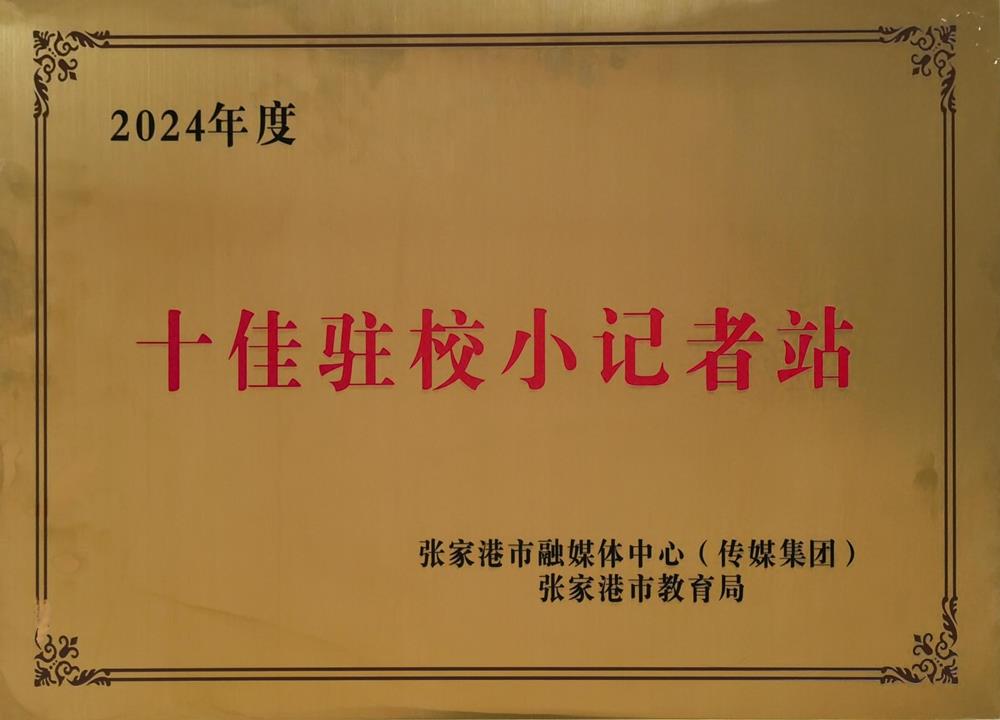 2024年度
十佳驻校小记者站
张家港市融媒体中心（传媒集团）
张家港市教育局